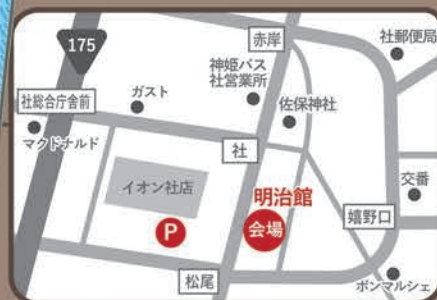 175
赤岸
社郵便局
神姫バス
社営業所
ガスト
社総合庁舎前
佐保神社
マクドナルド
社
イオン社店
明治館
交番
P
会場
嬉野口
松尾
ボンマルシェ